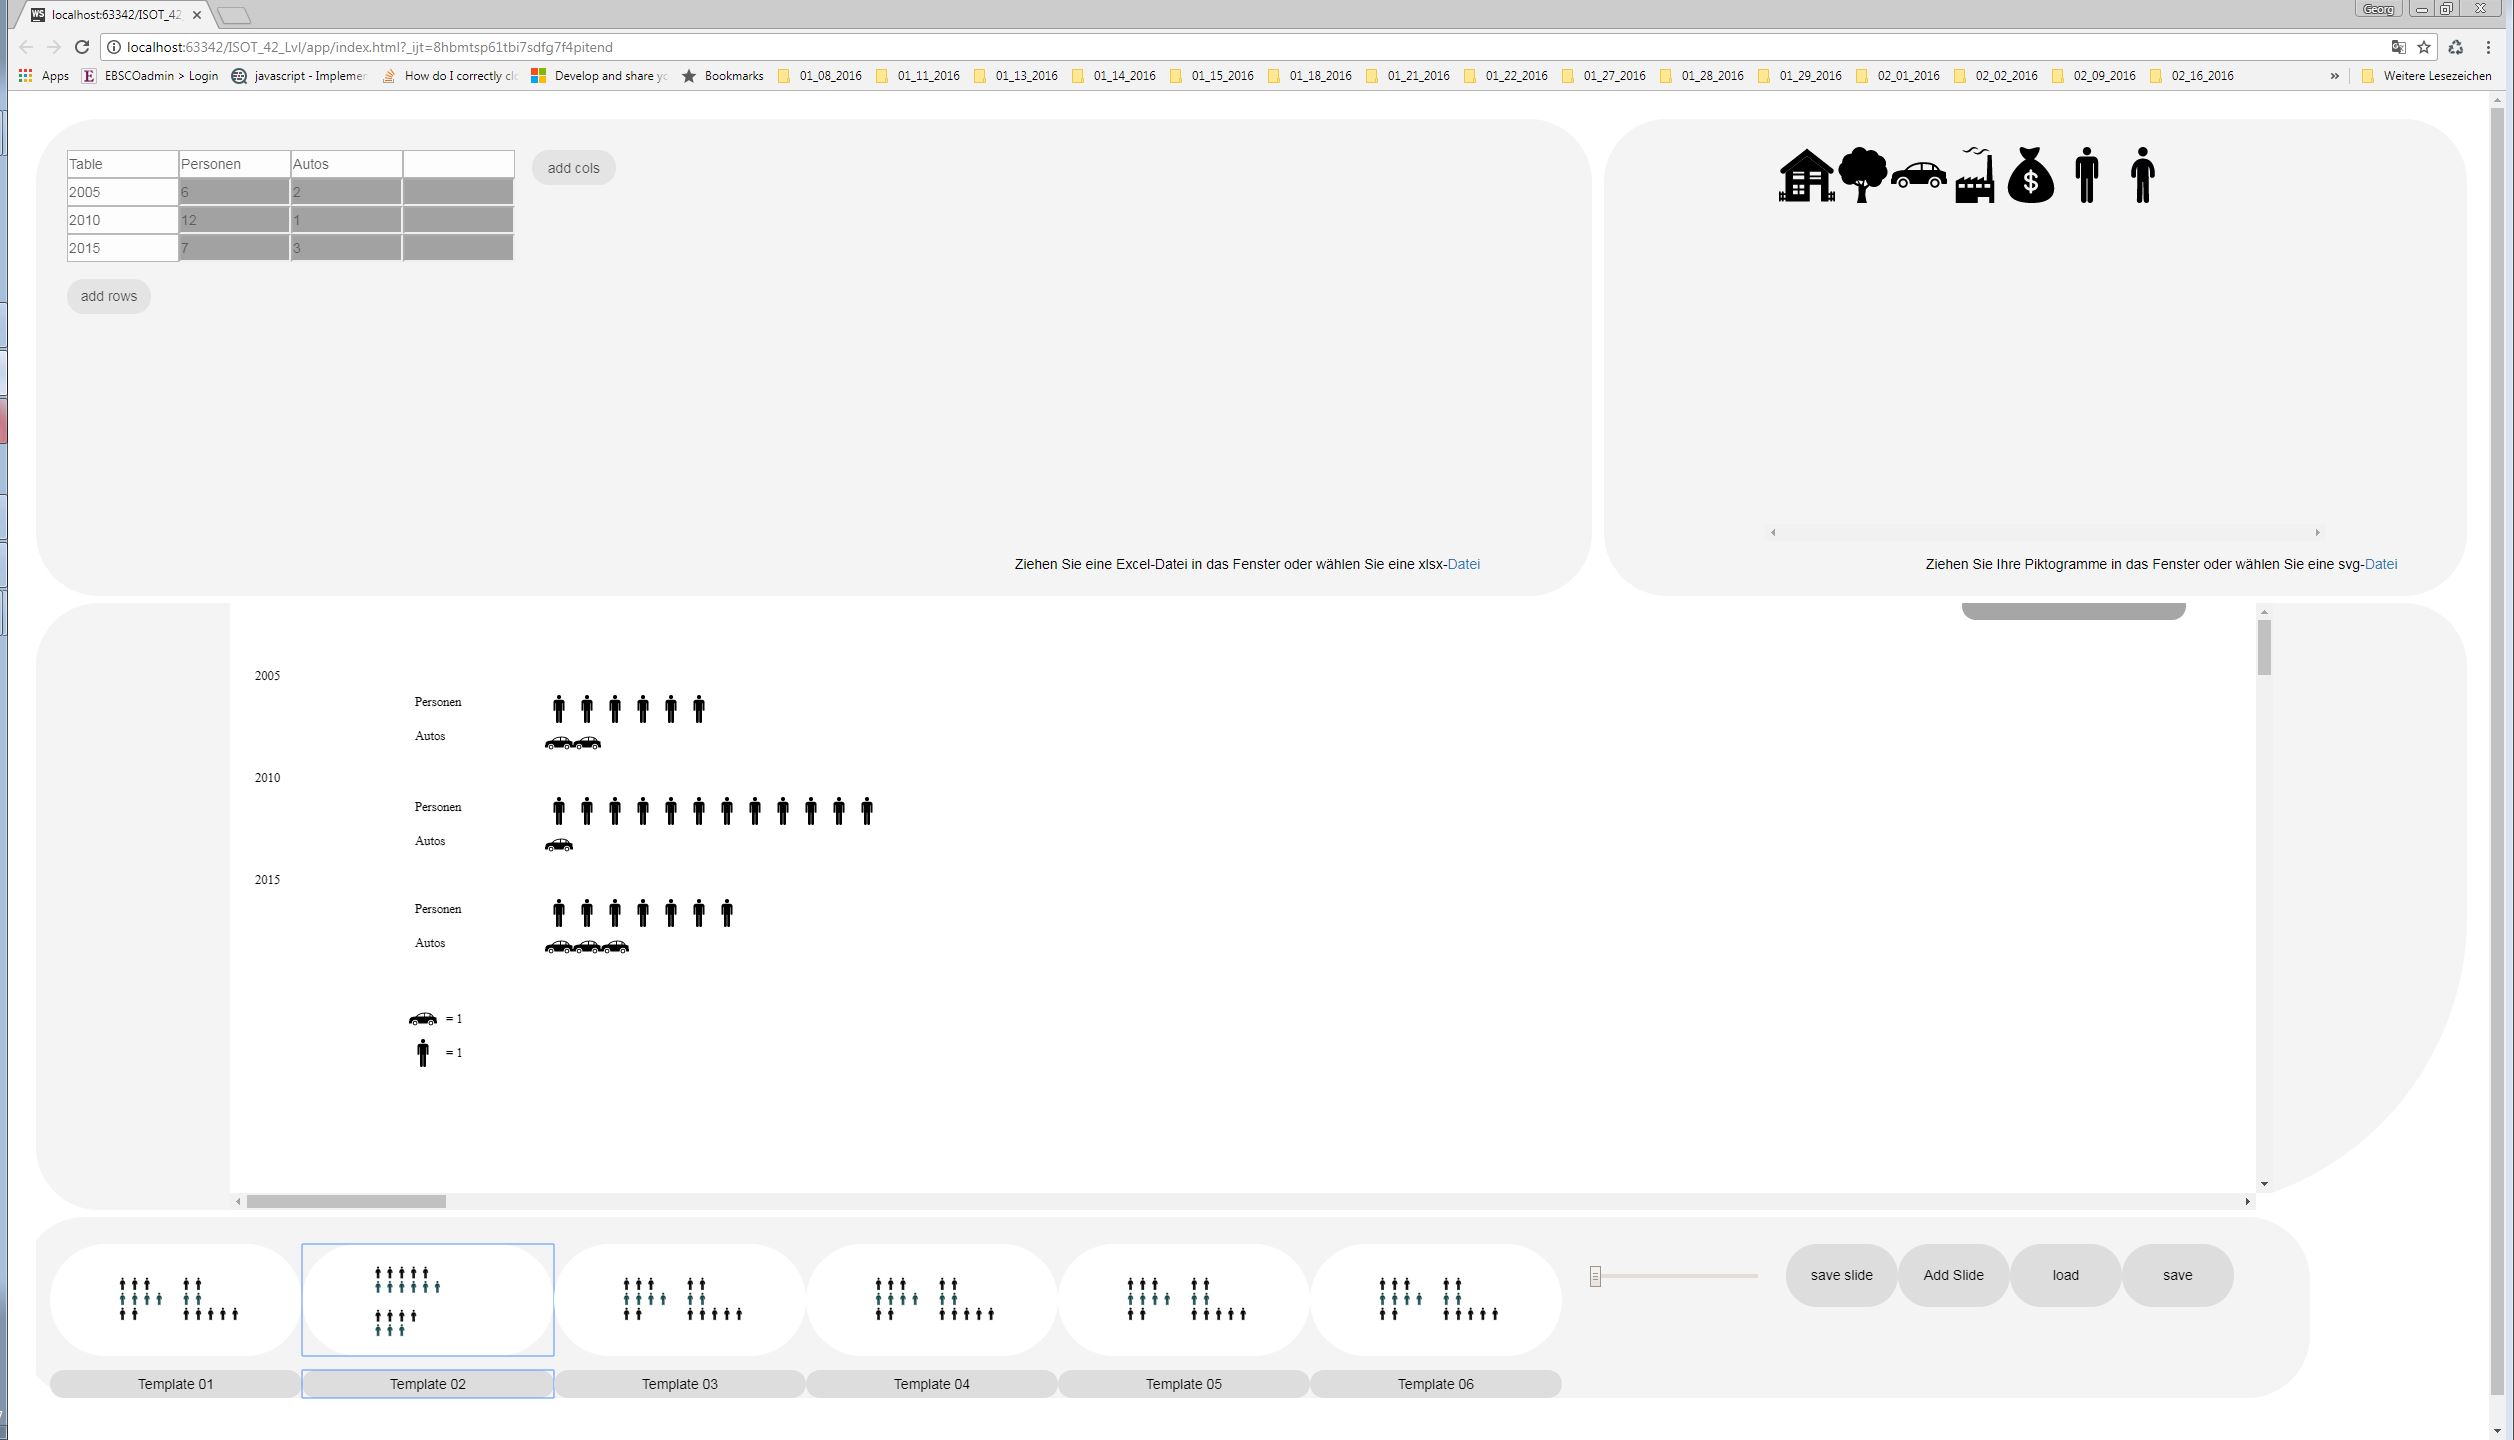 localhost:63342/ISOT_42
Georg
localhost:63342/ISOT_42_Lvl/app/index.html?_ijt=8hbmtsp61tbi7sdfg7f4pitend
Apps EBSCOadmin > Login javascript - Implemen How do I correctly cl Develop and share yo Bookmarks 01_08_2016 01_11_2016 01_13_2016 01_14_2016 01_15_2016 01_18_2016 01_21_2016 01_22_2016 01_27_2016 01_28_2016 01_29_2016 02_01_2016 02_02_2016 02_09_2016 02_16_2016 » Weitere Lesezeichen
Table Personen Autos
add cols
2005 6 2
2010 12 1
2015 7 3
add rows
Ziehen Sie eine Excel-Datei in das Fenster oder wählen Sie eine xlsx-Datei
$
Ziehen Sie Ihre Piktogramme in das Fenster oder wählen Sie eine svg-Datei
2005
Personen
Autos
2010
Personen
Autos
2015
Personen
Autos
= 1
= 1
save slide Add Slide load save
Template 01 Template 02 Template 03 Template 04 Template 05 Template 06